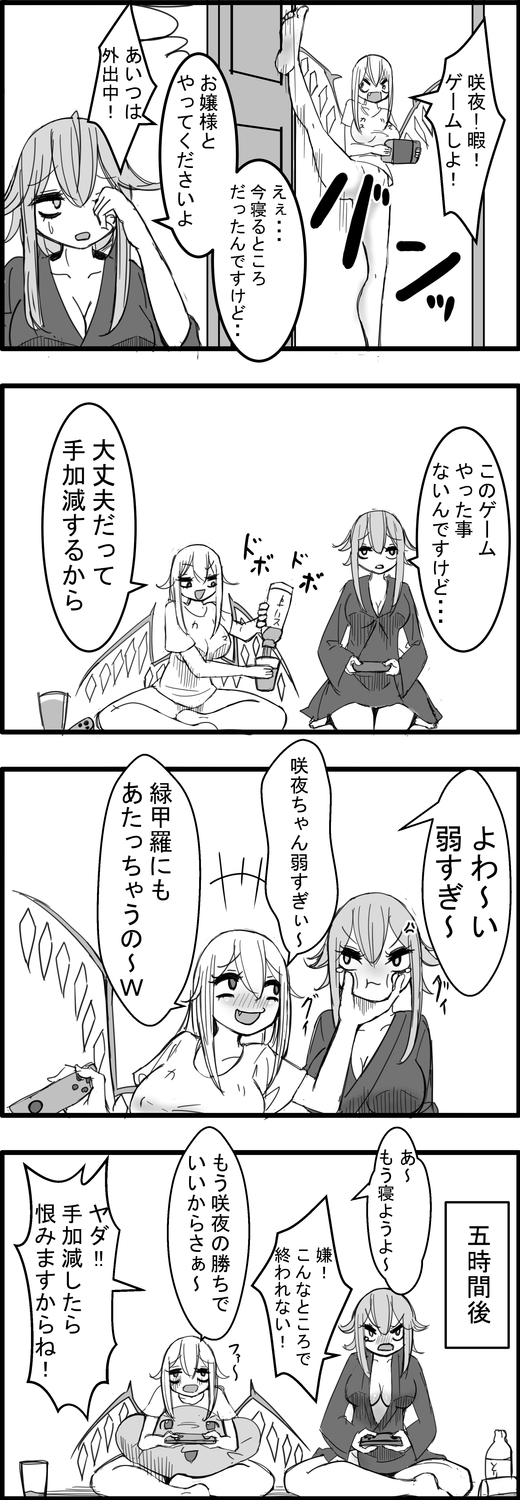 咲夜！暇！
ゲームしよ！
バンッ
えぇ・・・
今寝るところ
だったんですけど・・
お嬢様と
やってくださいよ
あいつは
外出中！
このゲーム
やった事
ないんですけど・・・
ドボドボ
大丈夫だって
手加減するから
よわ～い
弱すぎ～
咲夜ちゃん弱すぎぃ～
緑甲羅にも
あたっちゃうの～w
五時間後
あ～
もう寝ようよ～
嫌！
こんなところで
終われない！
もう咲夜の勝ちで
いいからさぁ～
ヤダ!!
手加減したら
恨みますからね！